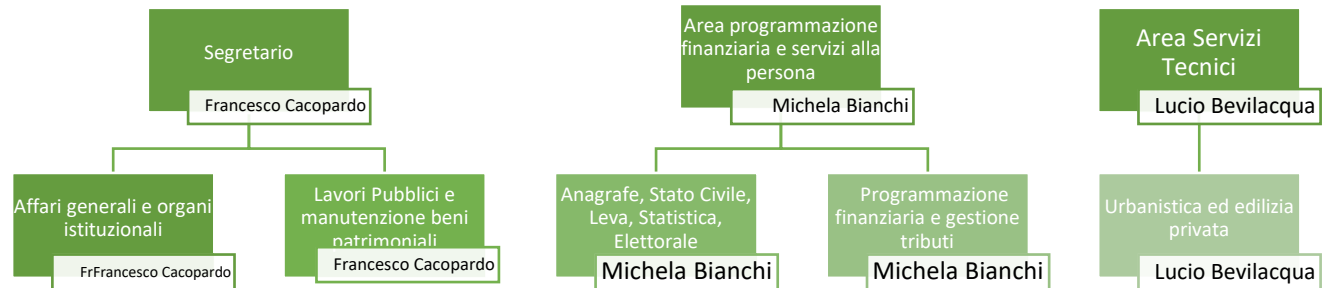 Segretario
Francesco Cacopardo
Area programmazione
finanziaria e servizi alla
persona
Michela Bianchi
Area Servizi
Tecnici
Lucio Bevilacqua
Affari generali e organi
istituzionali
FrFrancesco Cacopardo
Lavori Pubblici e
manutenzione beni
patrimoniali
Francesco Cacopardo
Anagrafe, Stato Civile,
Leva, Statistica,
Elettorale
Michela Bianchi
Programmazione
finanziaria e gestione
tributi
Michela Bianchi
Urbanistica ed edilizia
privata
Lucio Bevilacqua